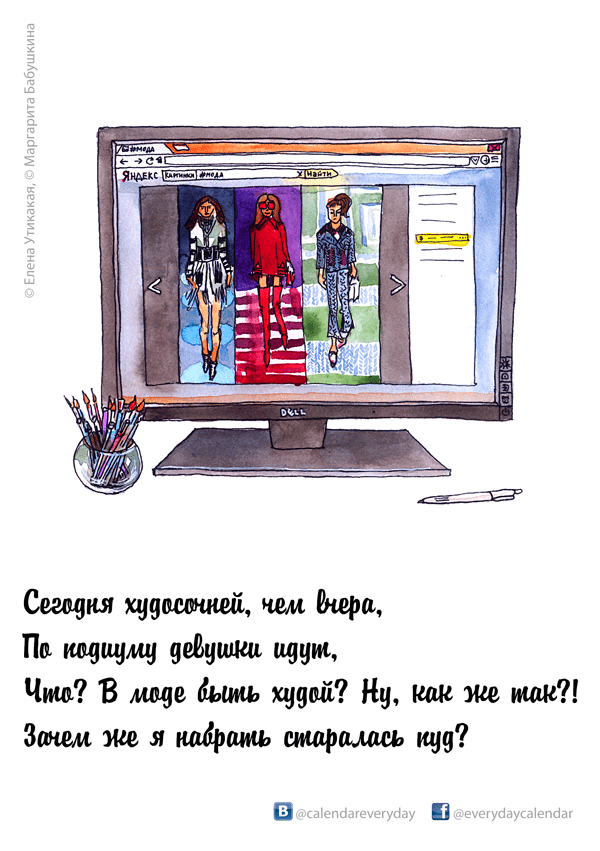 © Елена Утикакая, © Маргарита Бабушкина
#МОДА
ЯНДЕКС КАРТИНКИ #МОДА X НАЙТИ
DELL
Сегодня худосочней, чем вчера,
По подиуму девушки идут,
Что? В моде быть худой? Ну, как же так?!
Зачем же я набрать старалась пуд?
B @calendareveryday f @everydaycalendar